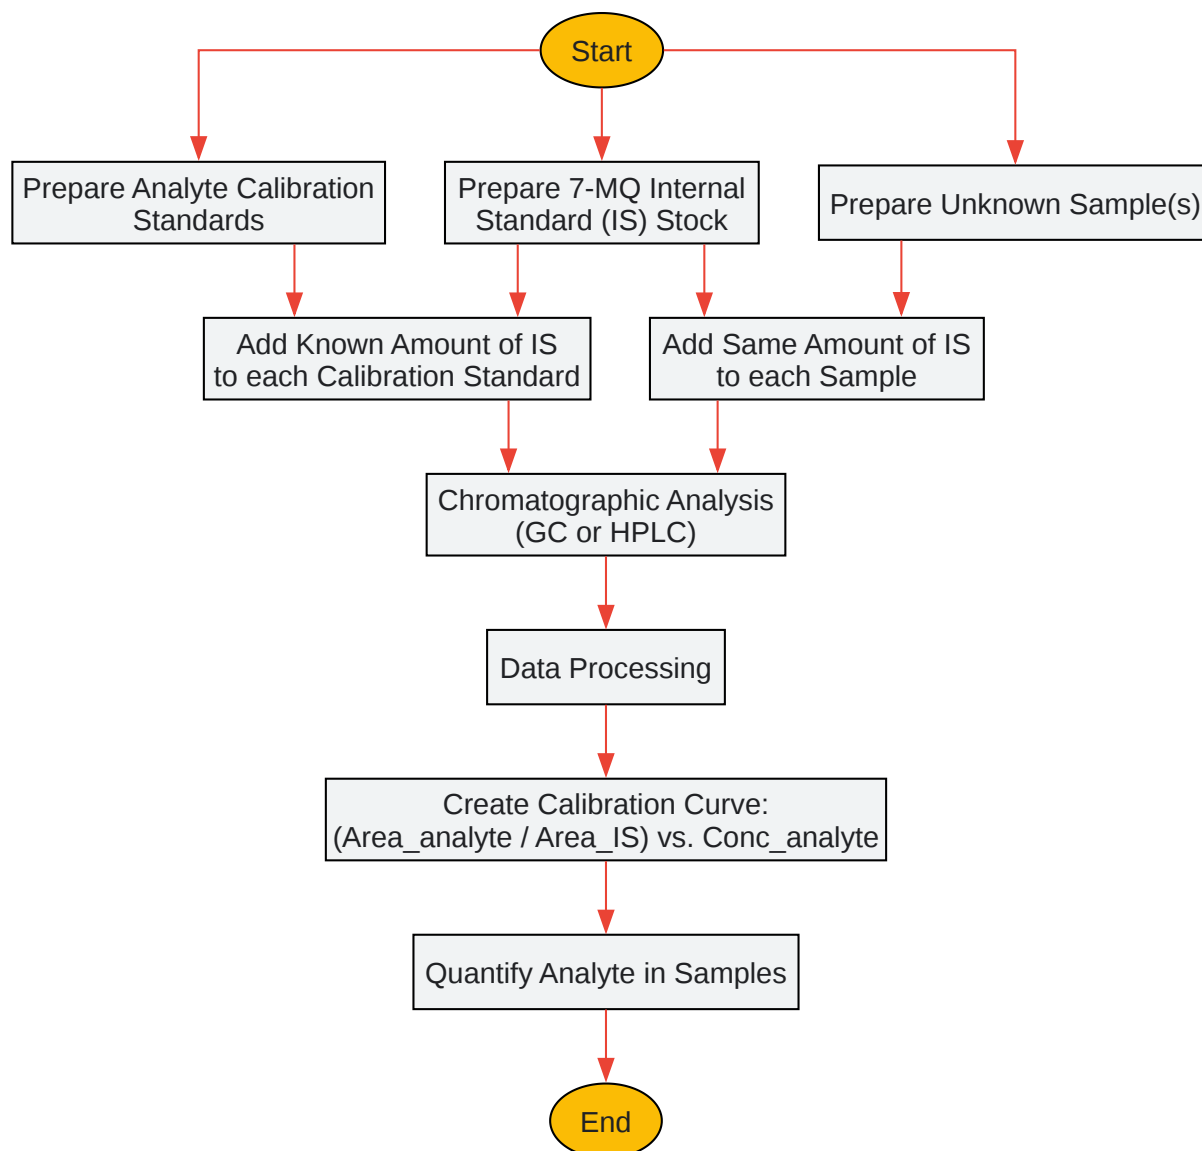 Start
Prepare Analyte Calibration
Standards
Prepare 7-MQ Internal
Standard (IS) Stock
Prepare Unknown Sample(s)
Add Known Amount of IS
to each Calibration Standard
Add Same Amount of IS
to each Sample
Chromatographic Analysis
(GC or HPLC)
Data Processing
Create Calibration Curve:
(Area_analyte / Area_IS) vs. Conc_analyte
Quantify Analyte in Samples
End